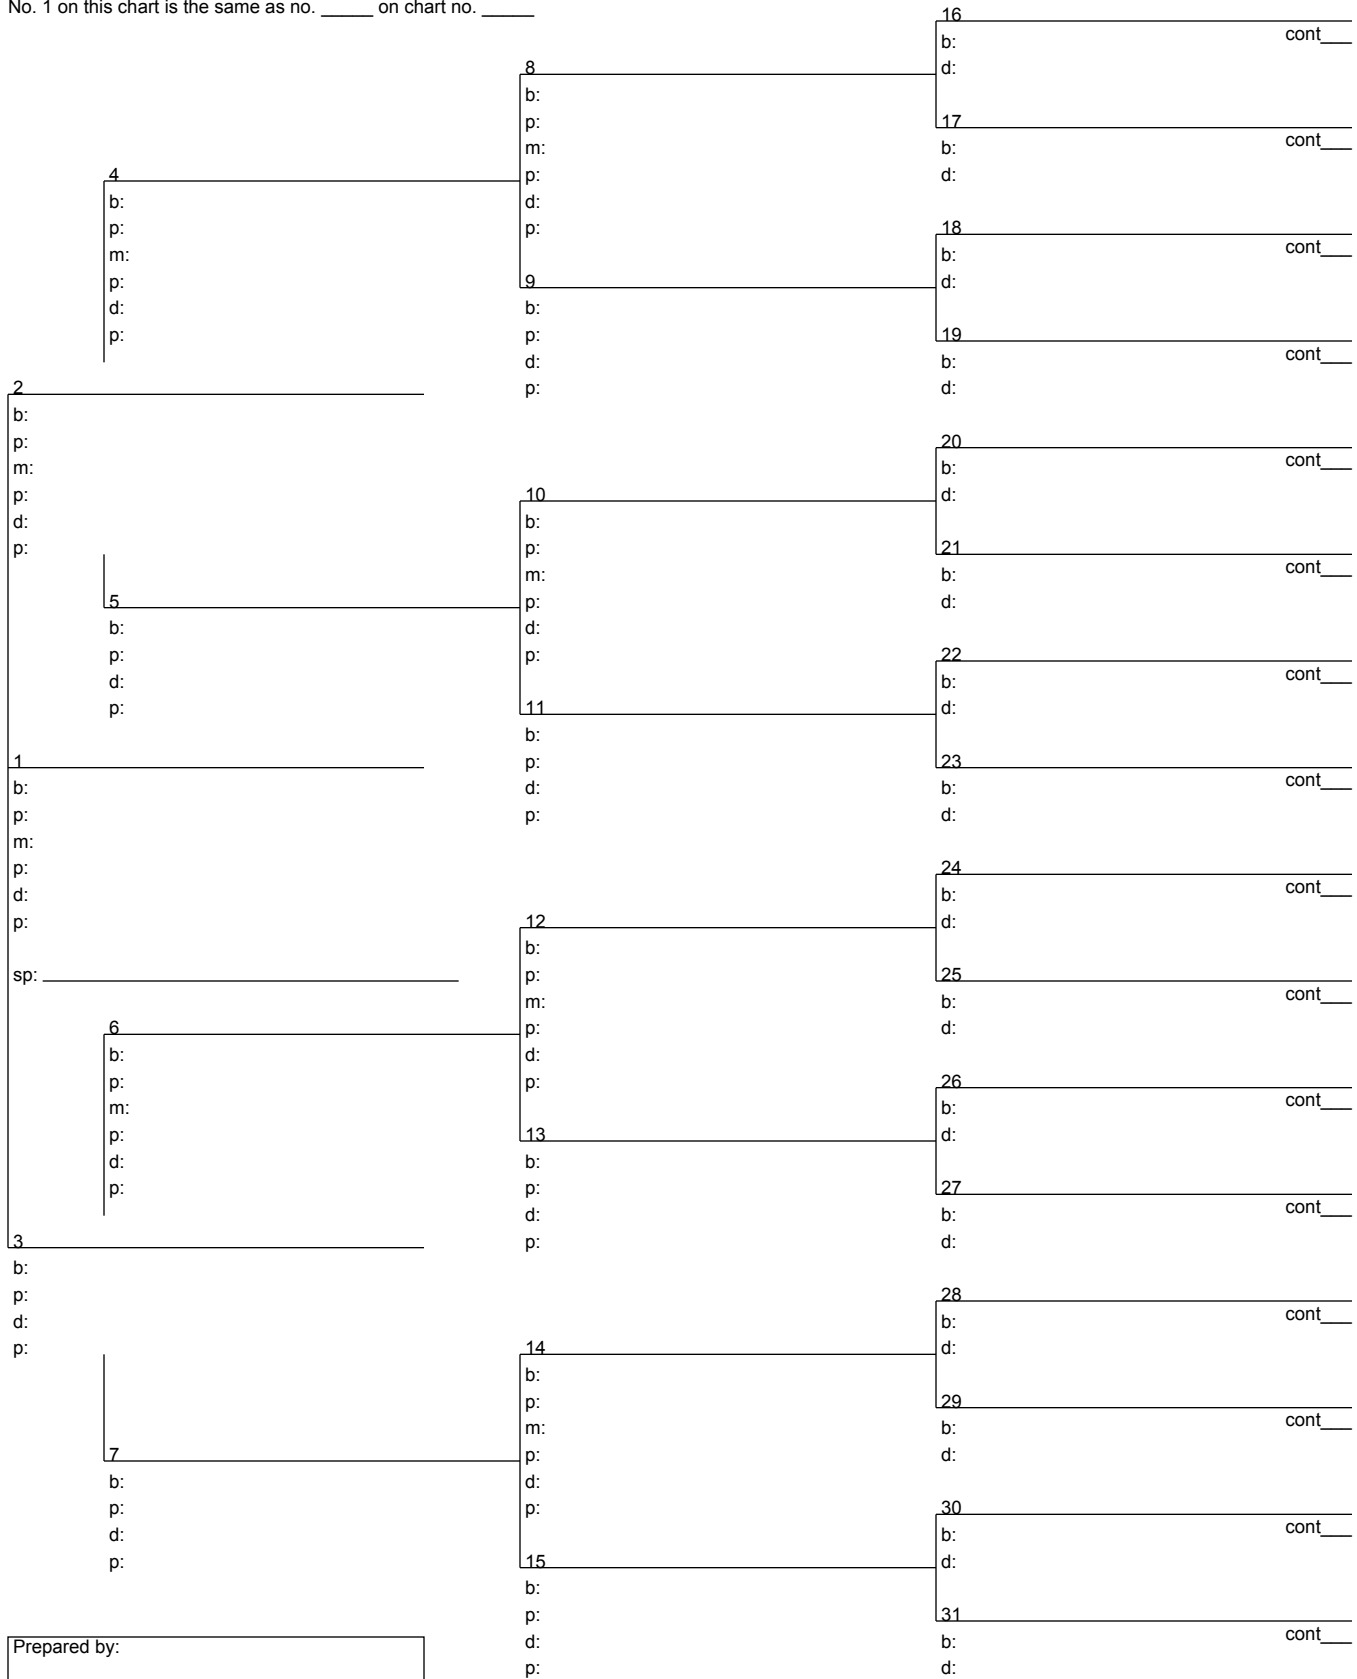 No. 1 on this chart is the same as no. _____ on chart no. _____
16
cont___
b:
d:
8
b:
p:
m:
p:
d:
p:
17
cont___
b:
d:
4
b:
p:
m:
p:
d:
p:
18
cont___
b:
d:
9
b:
p:
d:
p:
19
cont___
b:
d:
2
b:
p:
m:
p:
d:
p:
20
cont___
b:
d:
10
b:
p:
m:
p:
d:
p:
21
cont___
b:
d:
5
b:
p:
d:
p:
22
cont___
b:
d:
11
b:
p:
d:
p:
23
cont___
b:
d:
1
b:
p:
m:
p:
d:
p:
sp:
24
cont___
b:
d:
12
b:
p:
m:
p:
d:
p:
25
cont___
b:
d:
6
b:
p:
m:
p:
d:
p:
26
cont___
b:
d:
13
b:
p:
d:
p:
27
cont___
b:
d:
3
b:
p:
d:
p:
28
cont___
b:
d:
14
b:
p:
m:
p:
d:
p:
29
cont___
b:
d:
7
b:
p:
d:
p:
30
cont___
b:
d:
15
b:
p:
d:
p:
31
cont___
b:
d:
Prepared by: